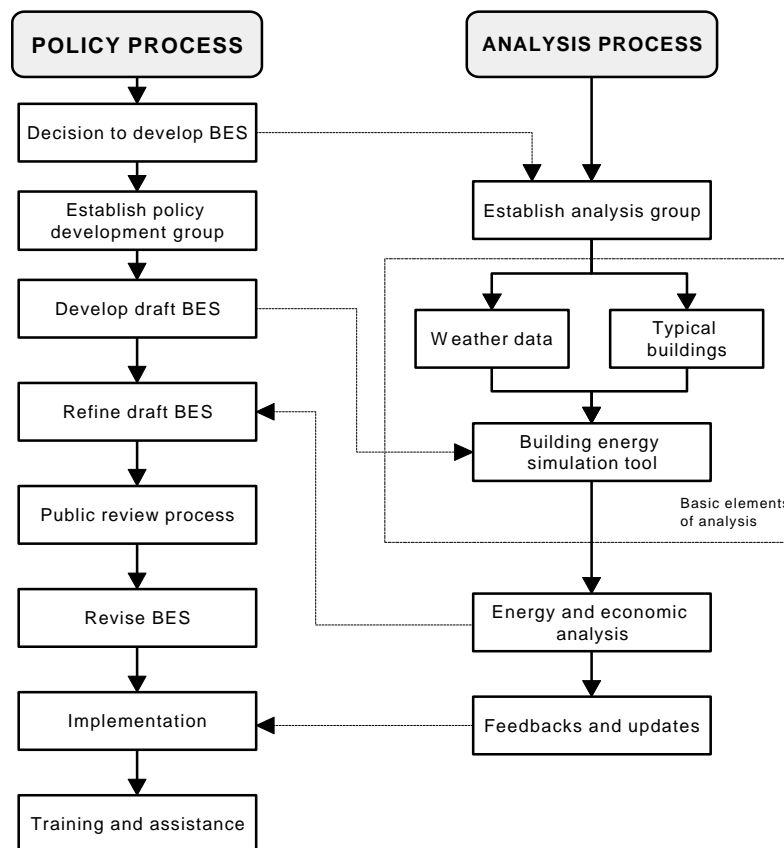 POLICY PROCESS
Decision to develop BES
Establish policy
development group
Develop draft BES
Refine draft BES
Public review process
Revise BES
Implementation
Training and assistance
ANALYSIS PROCESS
Establish analysis group
Weather data
Typical
buildings
Building energy
simulation tool
Basic elements
of analysis
Energy and economic
analysis
Feedbacks and updates